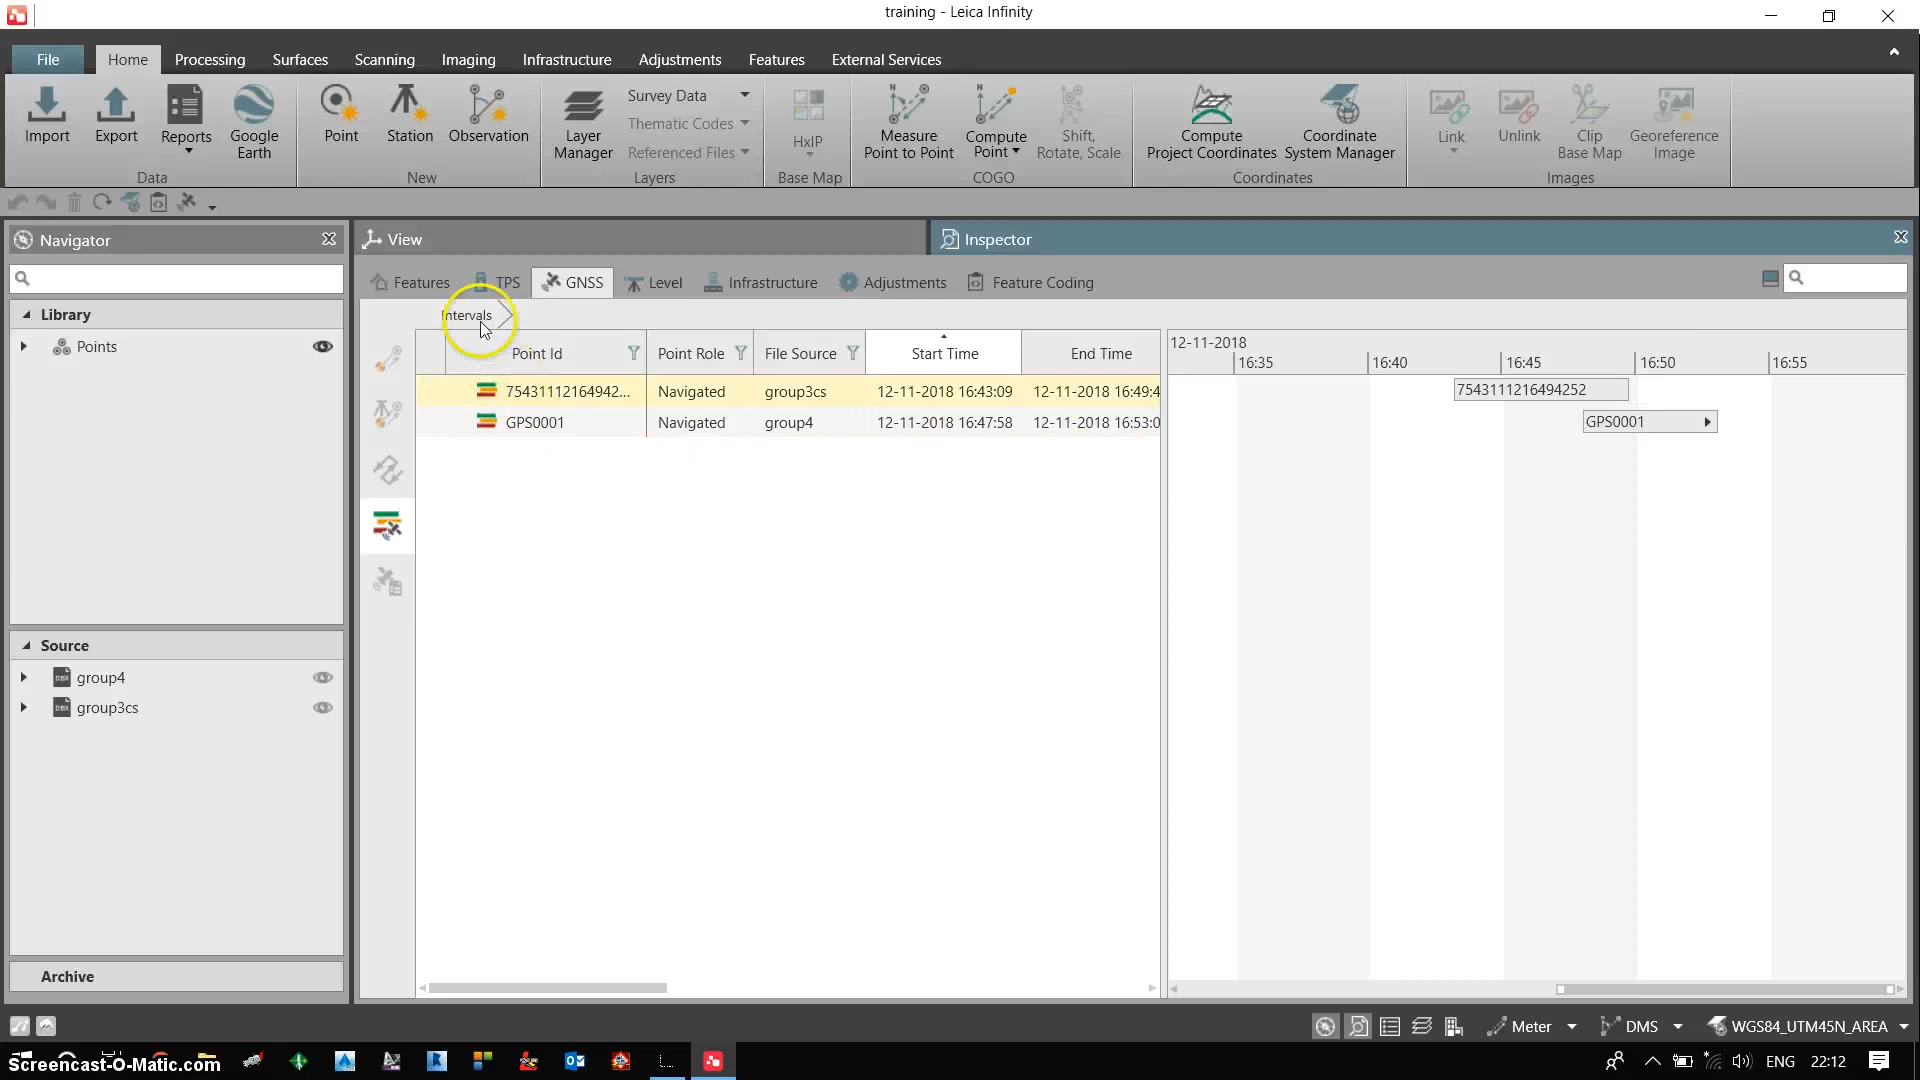 training - Leica Infinity
File Home Processing Surfaces Scanning Imaging Infrastructure Adjustments Features External Services
Import Export Reports Google Earth
Data
Point Station Observation
New
Layer Manager
Survey Data
Thematic Codes
Referenced Files
Layers
HxIP
Base Map
Measure Point to Point
Compute Point
Shift, Rotate, Scale
COGO
Compute Project Coordinates
Coordinate System Manager
Coordinates
Link Unlink Clip Base Map Georeference Image
Images
Navigator
View
Inspector
Features TPS GNSS Level Infrastructure Adjustments Feature Coding
Library
Points
Intervals
Point Id Point Role File Source Start Time End Time
75431112164942... Navigated group3cs 12-11-2018 16:43:09 12-11-2018 16:49:4
GPS0001 Navigated group4 12-11-2018 16:47:58 12-11-2018 16:53:0
12-11-2018
16:35 16:40 16:45 16:50 16:55
7543111216494252
GPS0001
Source
group4
group3cs
Archive
Meter DMS WGS84_UTM45N_AREA
Screencast-O-Matic.com
ENG 22:12